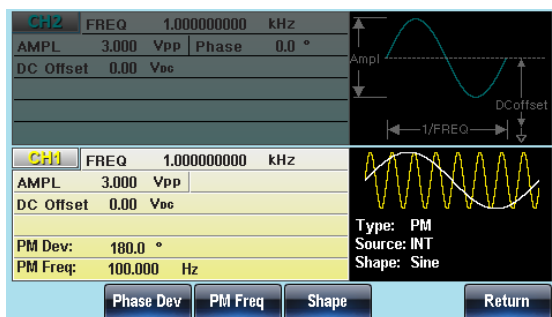 CH2 FREQ 1.000000000 kHz
AMPL 3.000 Vpp Phase 0.0 °
DC Offset 0.00 VDC
Ampl
DCoffset
1/FREQ
CH1 FREQ 1.000000000 kHz
AMPL 3.000 Vpp
DC Offset 0.00 VDC
PM Dev: 180.0 °
PM Freq: 100.000 Hz
Type: PM
Source: INT
Shape: Sine
Phase Dev PM Freq Shape Return